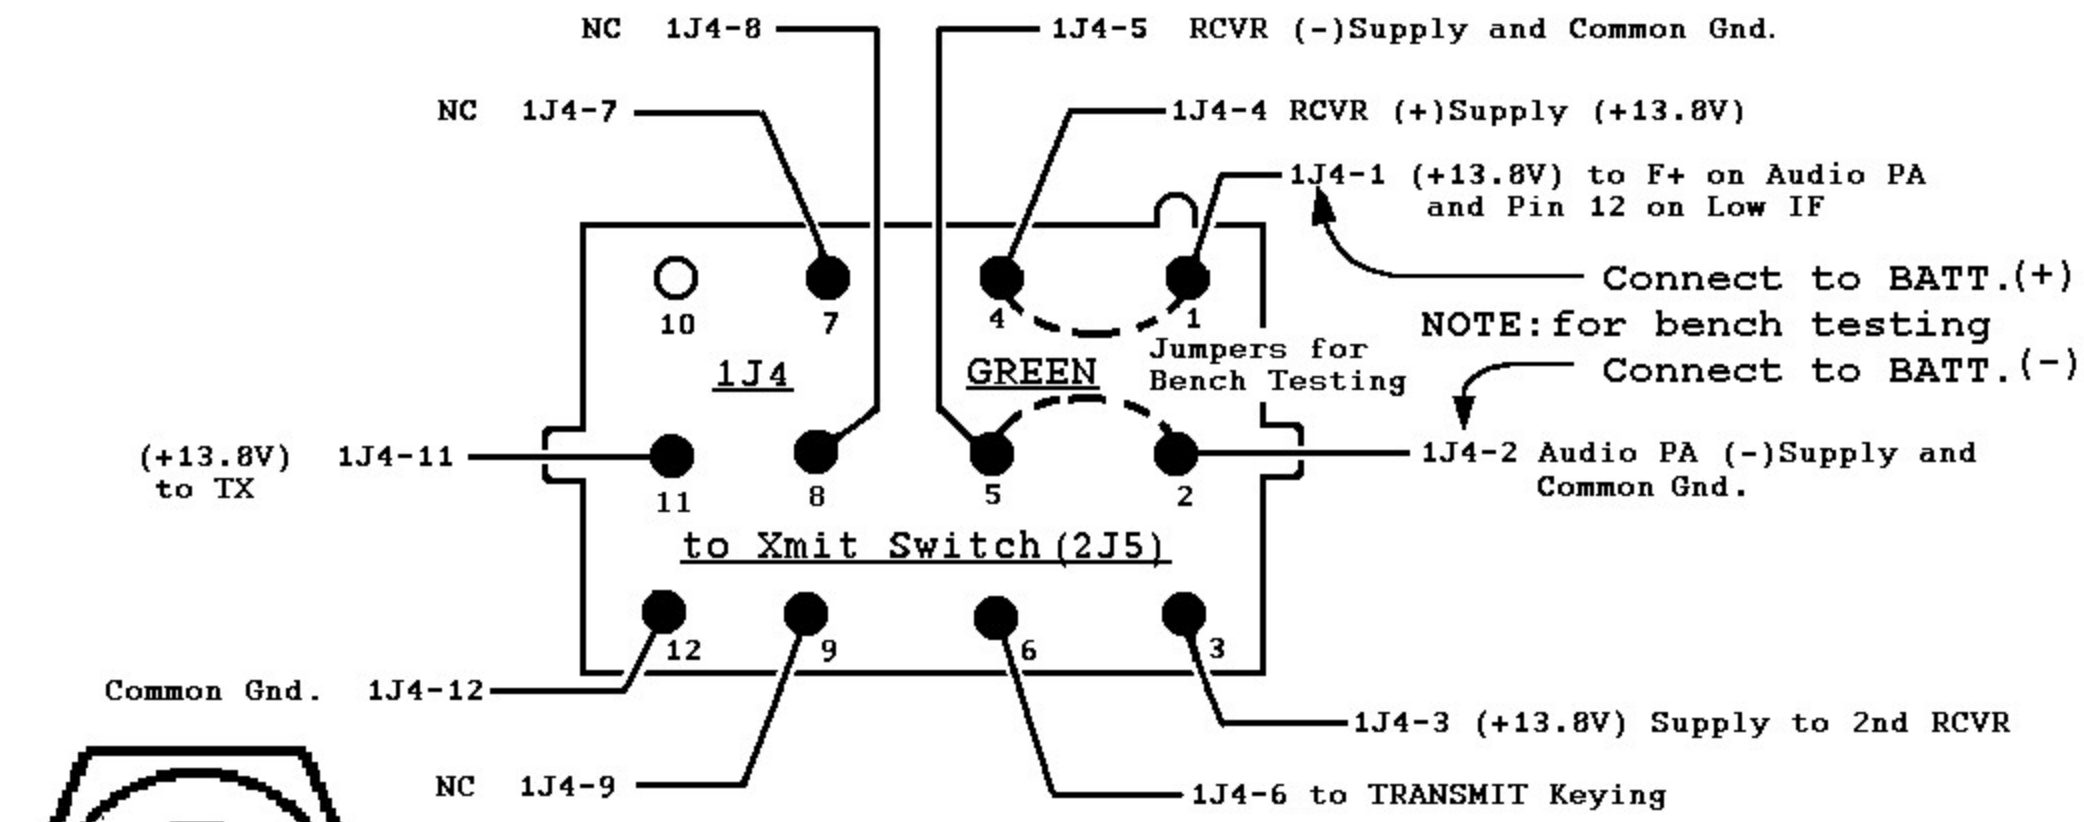 NC 1J4-8
1J4-5 RCVR (-)Supply and Common Gnd.
NC 1J4-7
1J4-4 RCVR (+)Supply (+13.8V)
1J4-1 (+13.8V) to F+ on Audio PA
and Pin 12 on Low IF
Connect to BATT.(+)
NOTE:for bench testing
Connect to BATT.(-)
10
7
4
1
Jumpers for
Bench Testing
1J4
GREEN
(+13.8V) 1J4-11
to TX
1J4-2 Audio PA (-)Supply and
Common Gnd.
11
8
5
2
to Xmit Switch(2J5)
12
9
6
3
Common Gnd. 1J4-12
1J4-3 (+13.8V) Supply to 2nd RCVR
NC 1J4-9
1J4-6 to TRANSMIT Keying